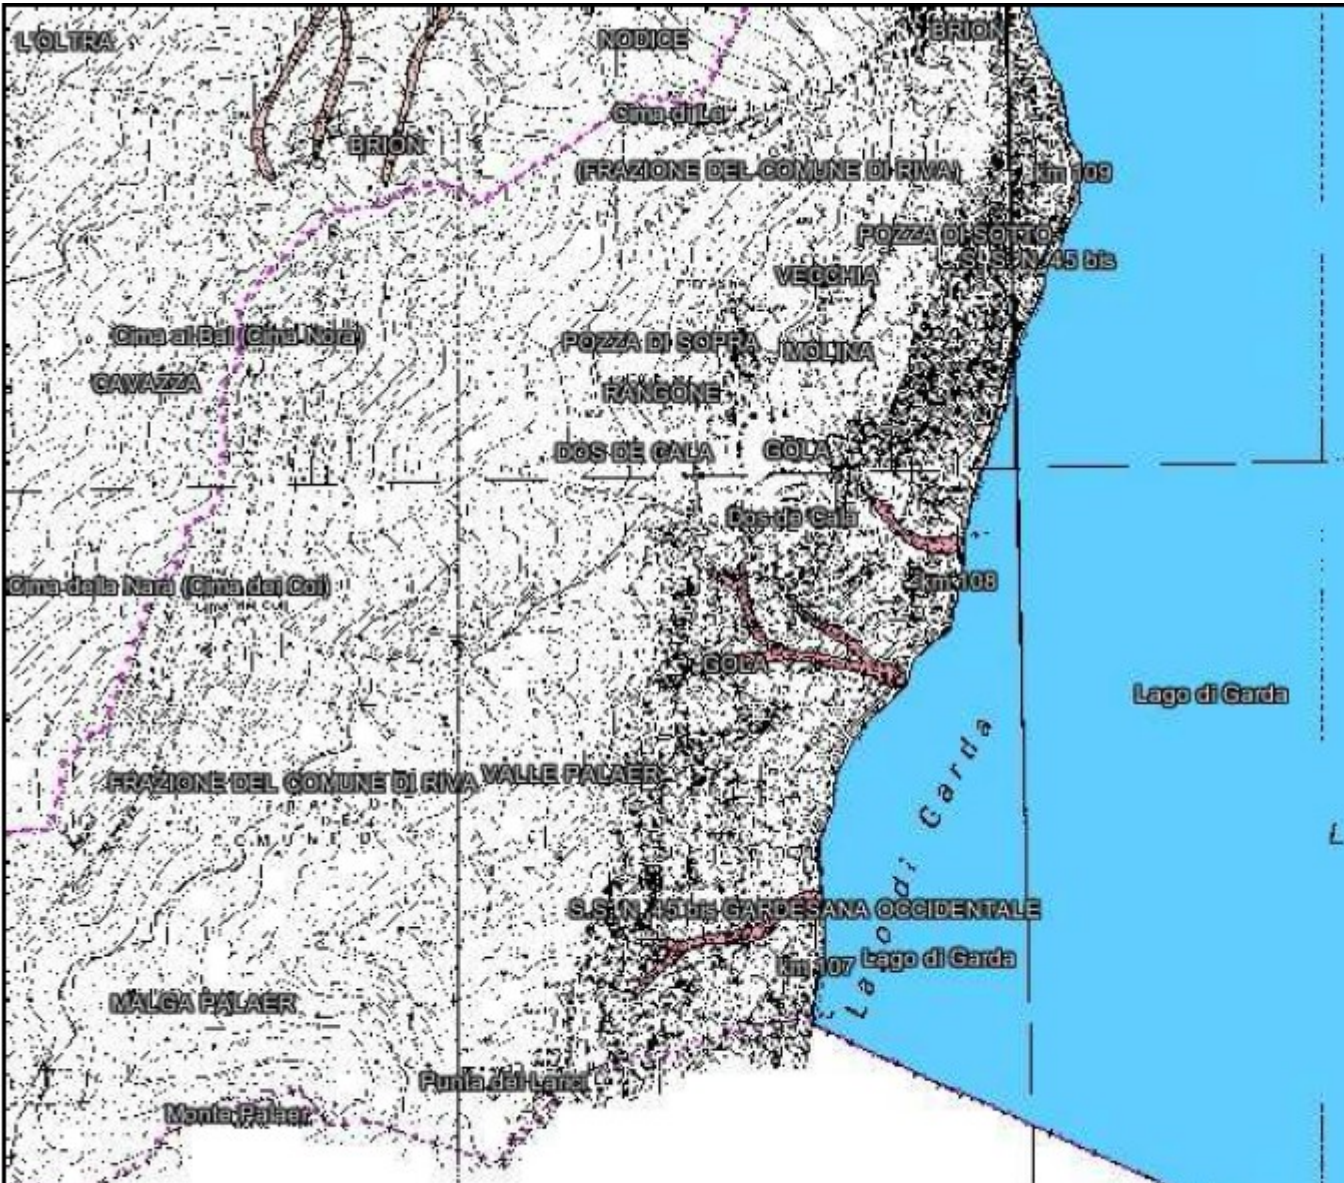 L'OLTRA
NODICE
BRION
Cima di Le
BRION
(FRAZIONE DEL COMUNE DI RIVA)
km 109
POZZA DI SOTTO
S.S. N. 45 bis
VECCHIA
Cima al Bal (Cima Nora)
POZZA DI SOPRA
MOLINA
CAVAZZA
RANGONE
DOS DE CALA
GOLA
Dos de Cala
Cima della Nara (Cima dei Coi)
km 108
GOLA
Lago di Garda
Lago di Garda
FRAZIONE DEL COMUNE DI RIVA
VALLE PALAER
COMUNE D
L
S.S. N. 45 bis GARDESANA OCCIDENTALE
km 107
Lago di Garda
MALGA PALAER
Punta dei Larici
Monte Palaer